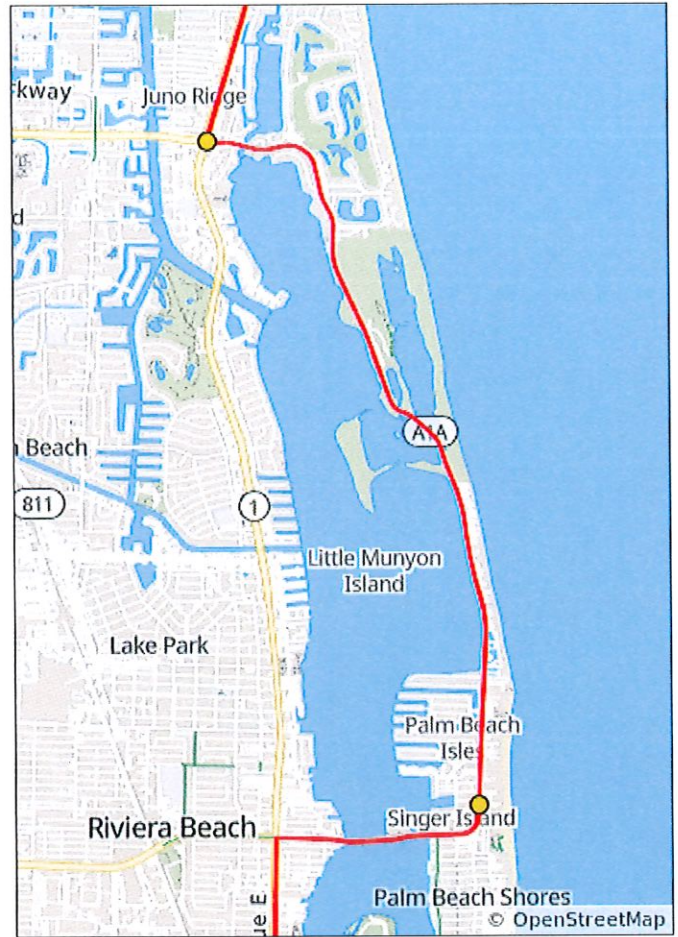 rkway
Juno Ridge
d
n Beach
A1A
811
1
Little Munyon
Island
Lake Park
Palm Beach
Isles
Riviera Beach
Singer Island
ue E
Palm Beach Shores
© OpenStreetMap